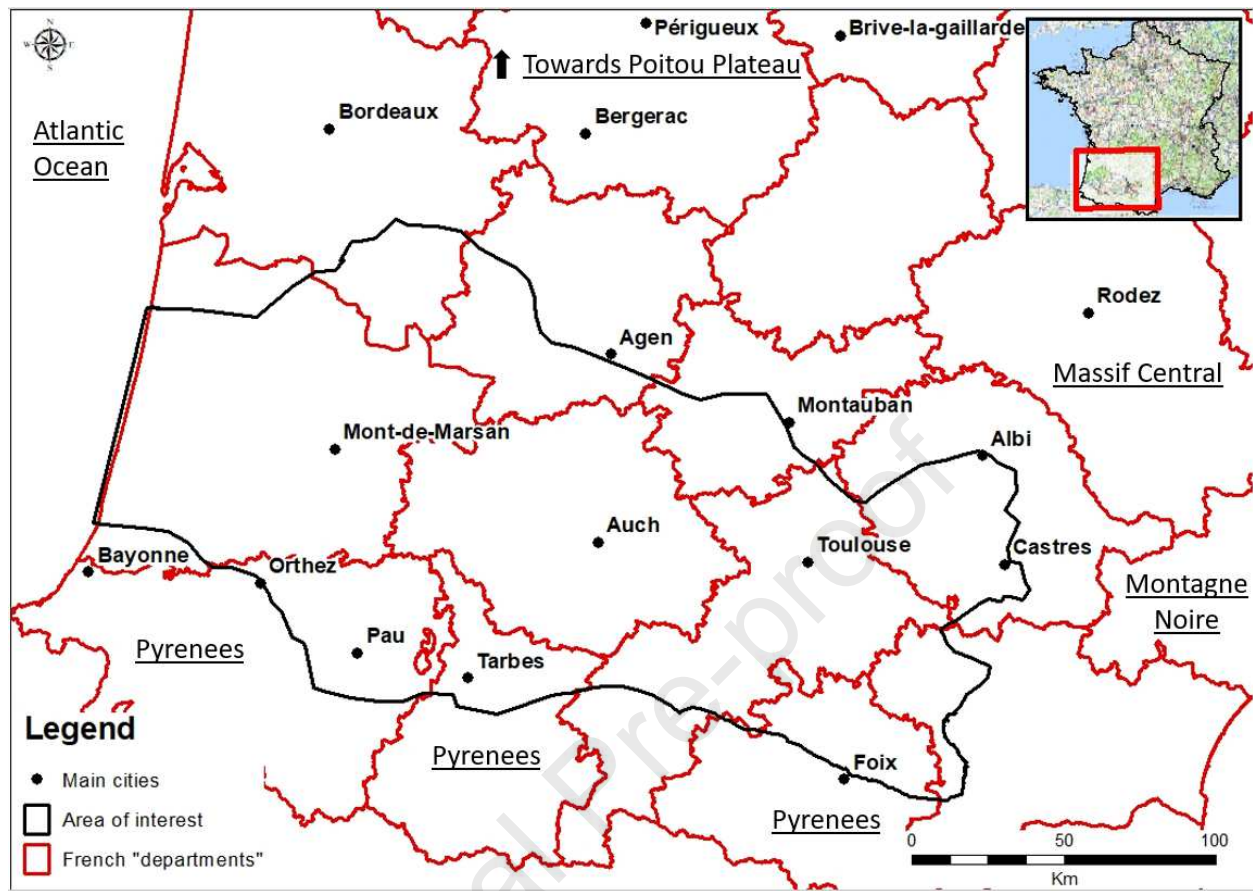 N
W
E
S
Périgueux
Brive-la-gaillarde
Towards Poitou Plateau
Bordeaux
Bergerac
Atlantic
Ocean
Rodez
Agen
Massif Central
Montauban
Mont-de-Marsan
Albi
Auch
Toulouse
Castres
Bayonne
Orthez
Montagne
Noire
Pau
Pyrenees
Tarbes
Legend
Main cities
Area of interest
French "departments"
Pyrenees
Foix
Pyrenees
0
50
100
Km
al Pre-proof